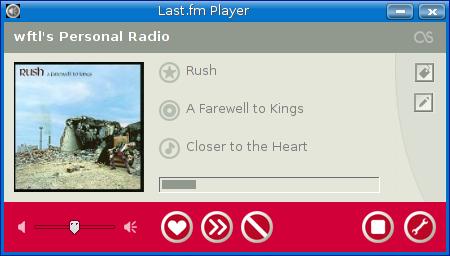 Last.fm Player
wftl's Personal Radio
RUSH
a farewell to kings
Rush
A Farewell to Kings
Closer to the Heart